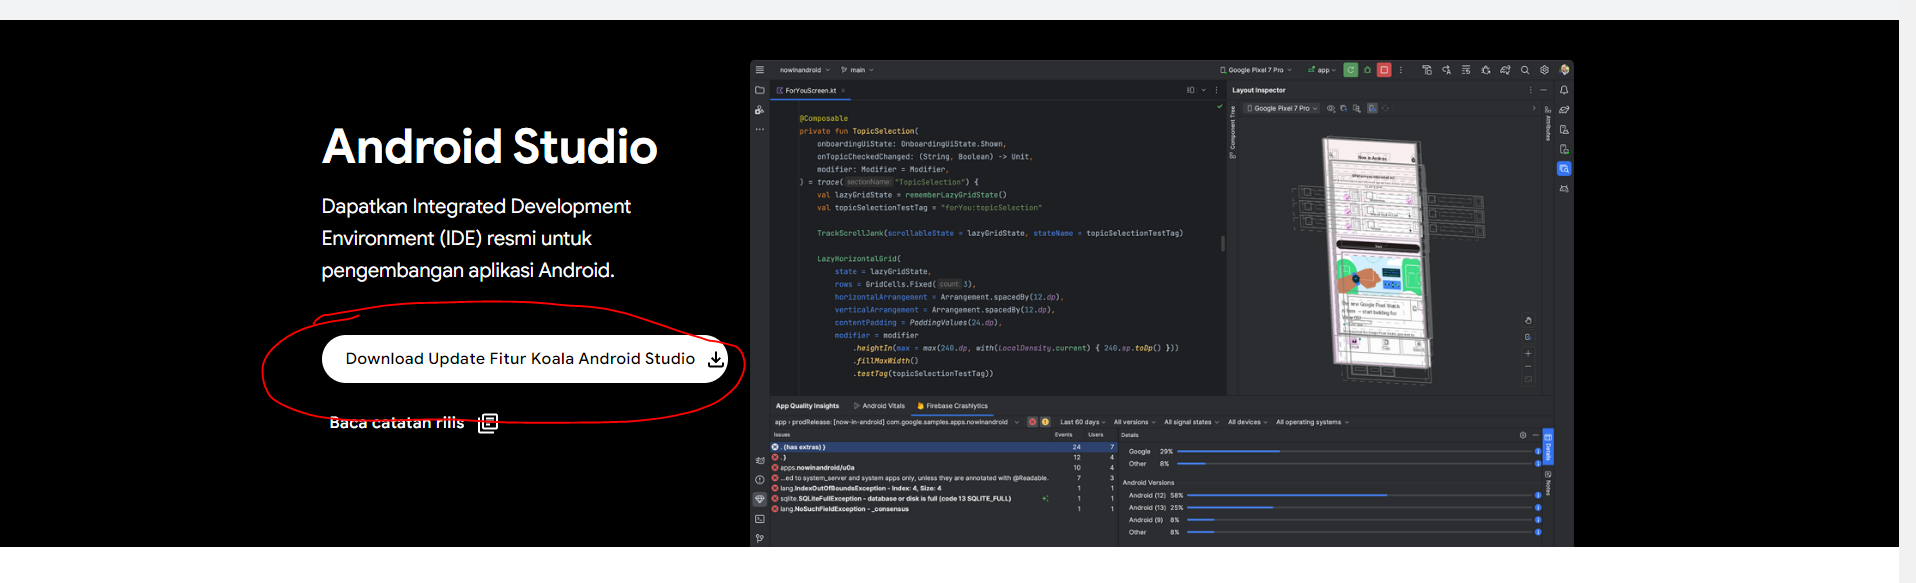 Android Studio
Dapatkan Integrated Development
Environment (IDE) resmi untuk
pengembangan aplikasi Android.
Download Update Fitur Koala Android Studio
Baca catatan rilis
nowinandroid main Google Pixel 7 Pro app
ForYouScreen.kt
@Composable
private fun TopicSelection(
onboardingUiState: OnboardingUiState.Shown,
onTopicCheckedChanged: (String, Boolean) -> Unit,
modifier: Modifier = Modifier,
) = trace( sectionName: "TopicSelection") {
val lazyGridState = rememberLazyGridState()
val topicSelectionTestTag = "forYou:topicSelection"
TrackScrollJank(scrollableState = lazyGridState, stateName = topicSelectionTestTag)
LazyHorizontalGrid(
state = lazyGridState,
rows = GridCells.Fixed( count: 3),
horizontalArrangement = Arrangement.spacedBy(12.dp),
verticalArrangement = Arrangement.spacedBy(12.dp),
contentPadding = PaddingValues(24.dp),
modifier = modifier
.heightIn(max = max(240.dp, with(LocalDensity.current) { 240.sp.toDp() }))
.fillMaxWidth()
.testTag(topicSelectionTestTag))
Layout Inspector
Google Pixel 7 Pro
Component Tree
Attributes
App Quality Insights Android Vitals Firebase Crashlytics
app › prodRelease: [now-in-android] com.google.samples.apps.nowinandroid Last 60 days All versions All signal states All devices All operating systems
Issues Events Users
. (has extras) } 24 7
.} 12 4
apps.nowinandroid/u0a 10 4
...ed to system_server and system apps only, unless they are annotated with @Readable. 7 3
lang.IndexOutOfBoundsException - Index: 4, Size: 4 1 1
sqlite.SQLiteFullException - database or disk is full (code 13 SQLITE_FULL) 1 1
lang.NoSuchFieldException - _consensus 1 1
Details
Google 29%
Other 8%
Android Versions
Android (12) 58%
Android (13) 25%
Android (9) 8%
Other 8%
Details
Notes